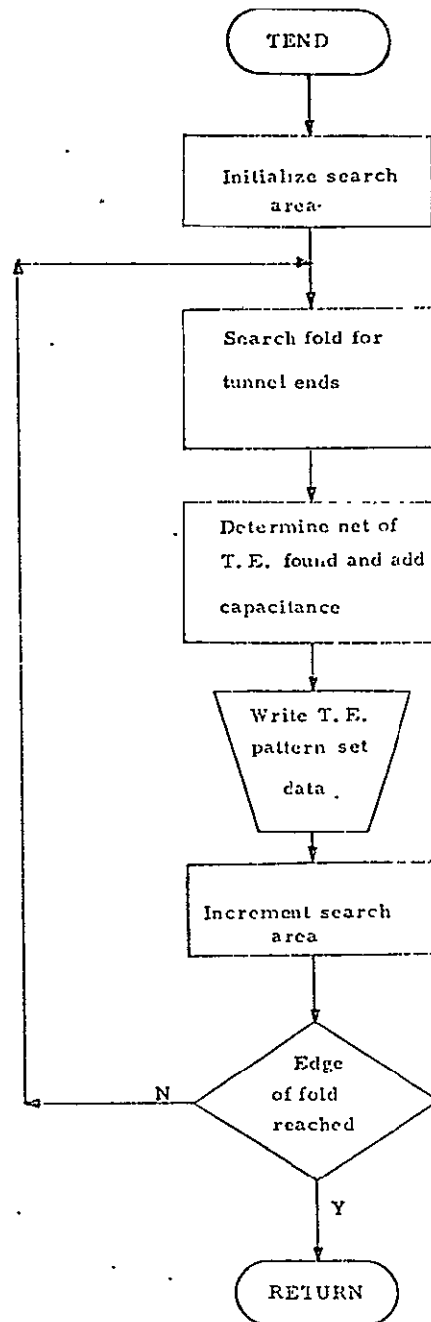 TEND
Initialize search
area
Search fold for
tunnel ends
Determine net of
T. E. found and add
capacitance
Write T. E.
pattern set
data .
Increment search
area
Edge
of fold
reached
N
Y
RETURN